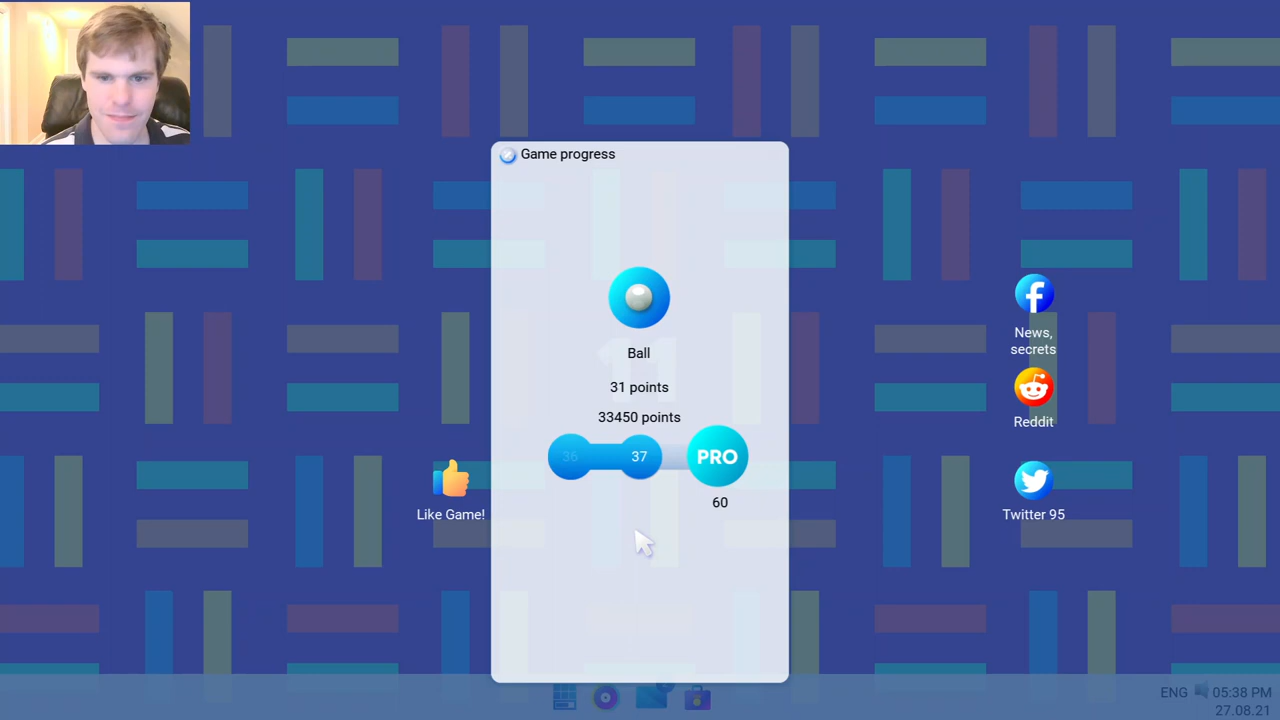 Game progress
Ball
31 points
33450 points
36
37
PRO
60
Like Game!
News,
secrets
Reddit
Twitter 95
ENG
05:38 PM
27.08.21